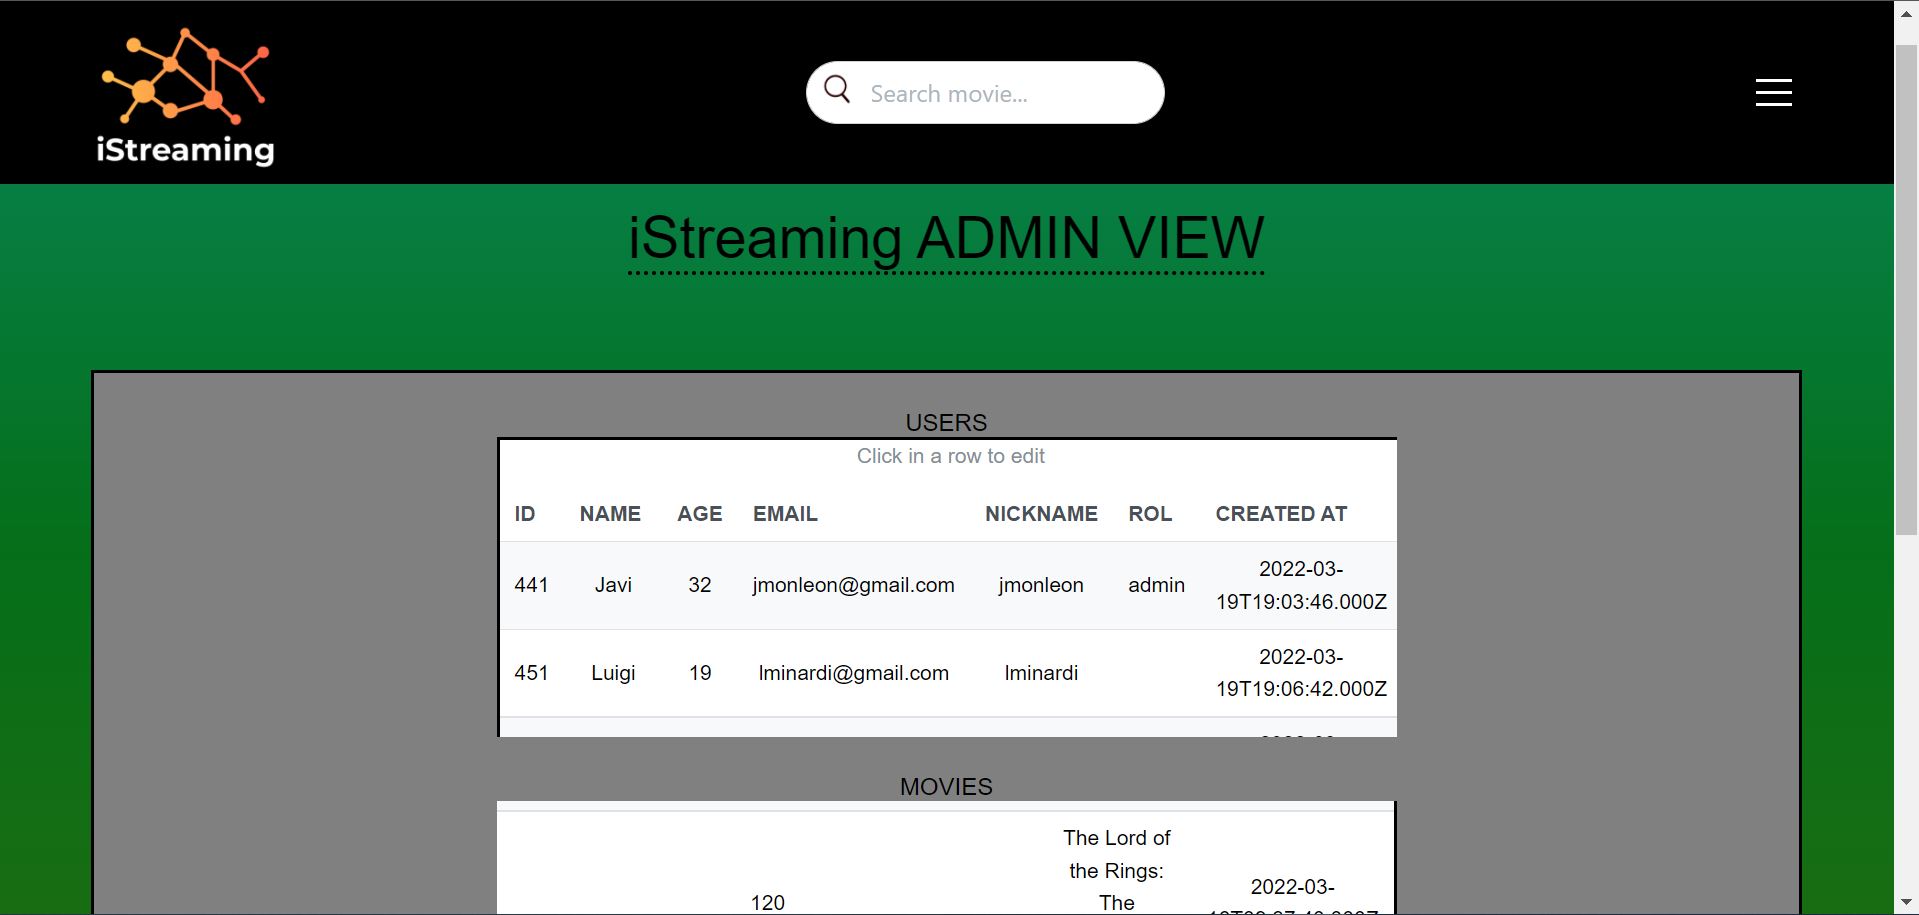 iStreaming
Search movie...
iStreaming ADMIN VIEW
USERS
Click in a row to edit
ID NAME AGE EMAIL NICKNAME ROL CREATED AT
441 Javi 32 jmonleon@gmail.com jmonleon admin 2022-03-
19T19:03:46.000Z
451 Luigi 19 lminardi@gmail.com lminardi 2022-03-
19T19:06:42.000Z
MOVIES
The Lord of
the Rings:
120 The 2022-03-